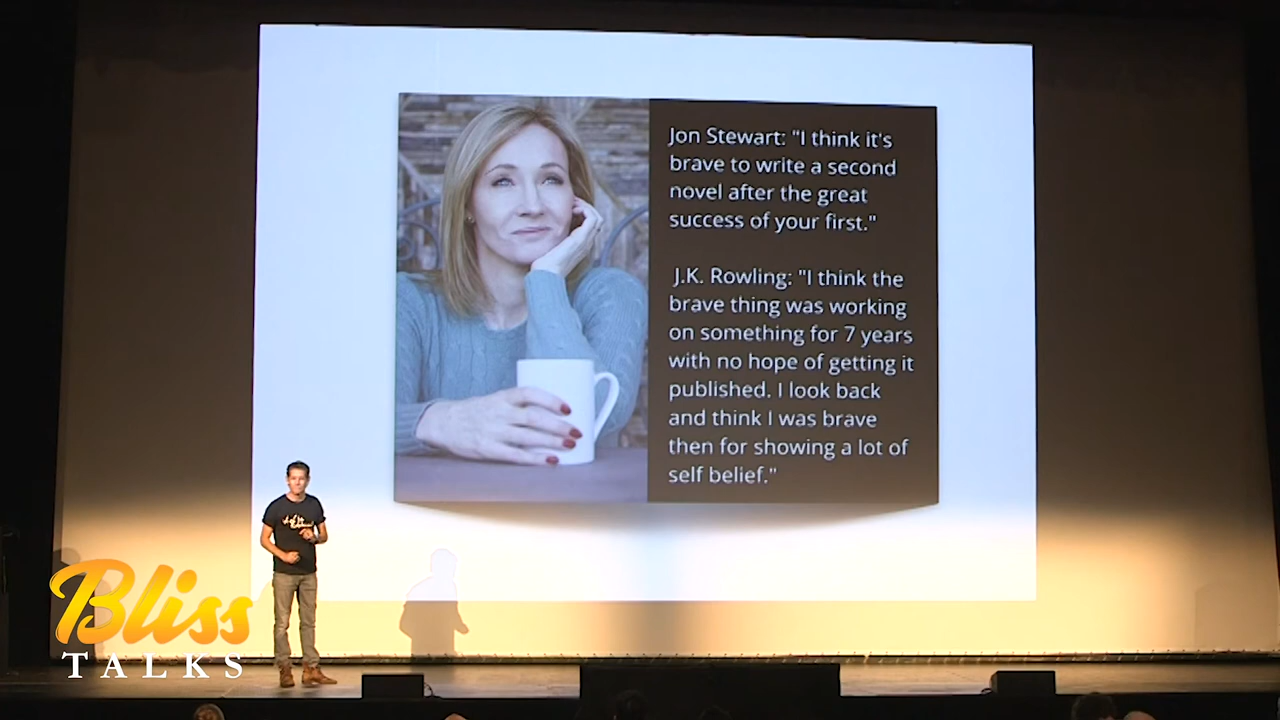 Jon Stewart: "I think it's
brave to write a second
novel after the great
success of your first."
J.K. Rowling: "I think the
brave thing was working
on something for 7 years
with no hope of getting it
published. I look back
and think I was brave
then for showing a lot of
self belief."
Bliss
TALKS